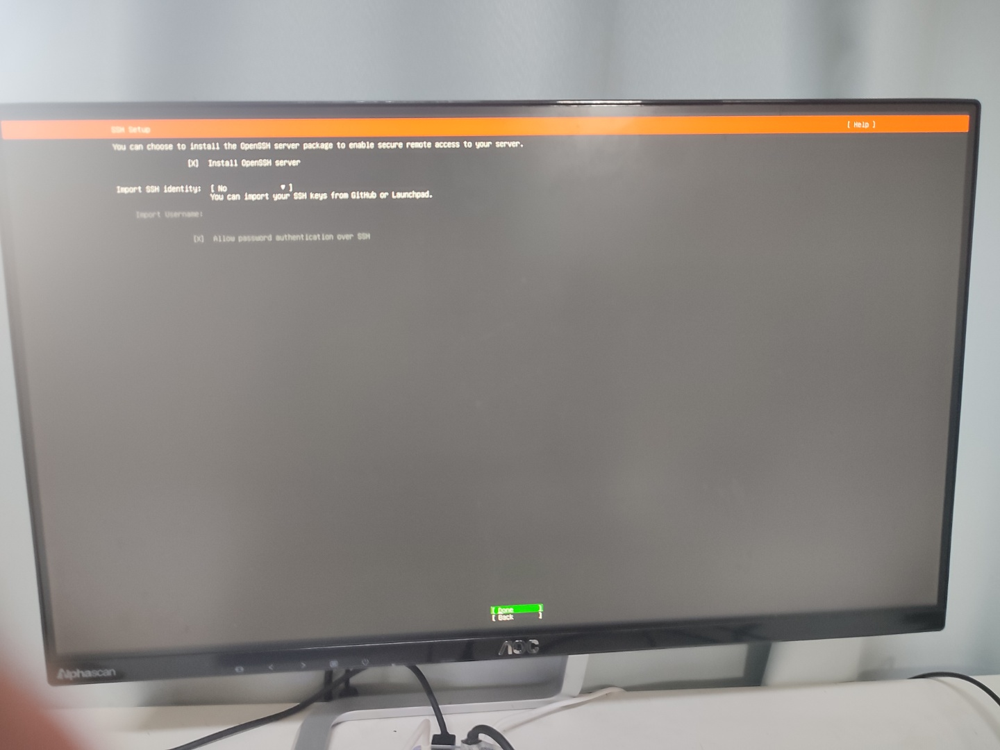 SSH Setup
[ Help ]
You can choose to install the OpenSSH server package to enable secure remote access to your server.
[X] Install OpenSSH server
Import SSH identity: [ No ▼ ]
You can import your SSH keys from GitHub or Launchpad.
Import Username:
[X] Allow password authentication over SSH
[ Done ]
[ Back ]
AOC
Alphascan